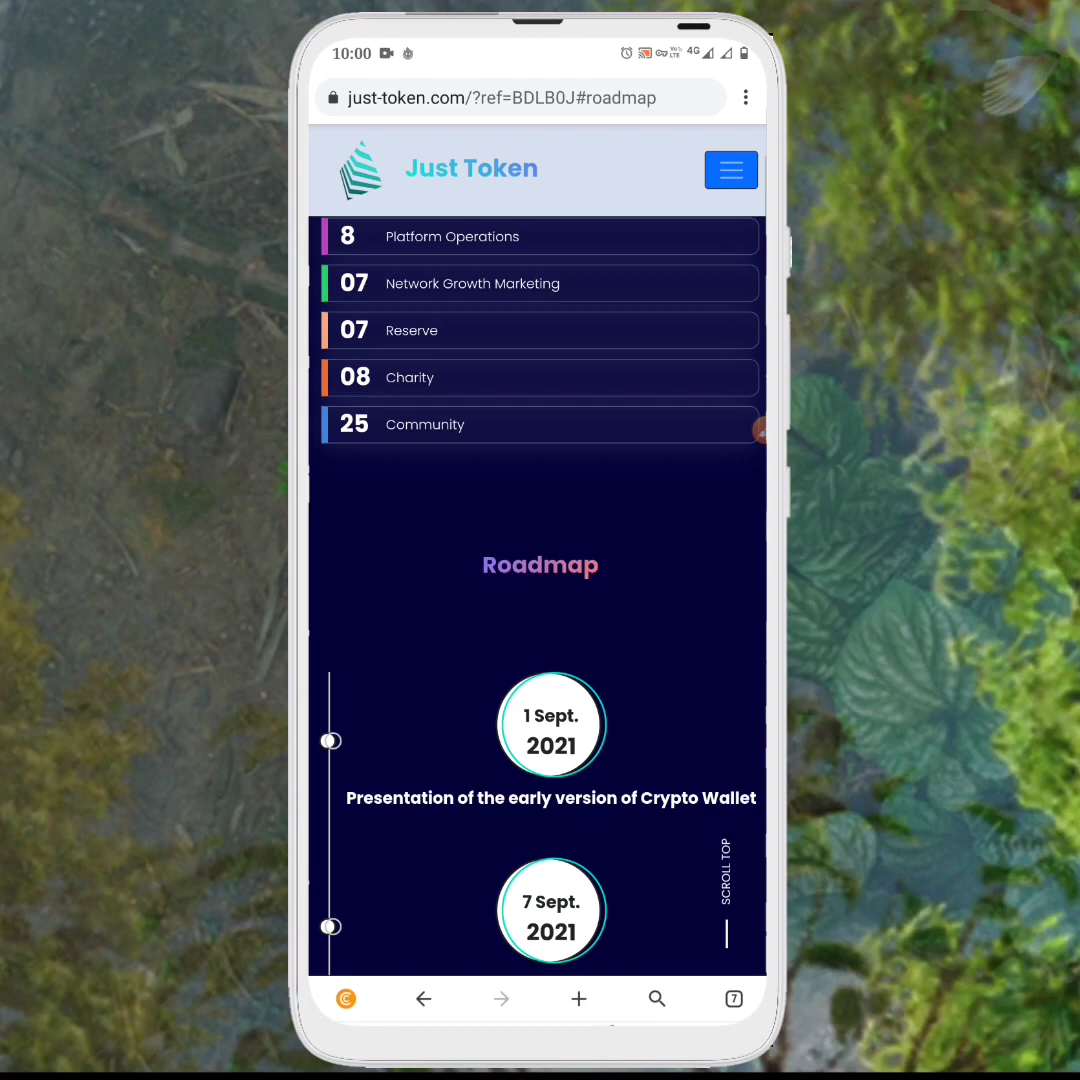 10:00
Vo LTE 4G
just-token.com/?ref=BDLB0J#roadmap
Just Token
8 Platform Operations
07 Network Growth Marketing
07 Reserve
08 Charity
25 Community
Roadmap
1 Sept.
2021
Presentation of the early version of Crypto Wallet
SCROLL TOP
7 Sept.
2021
7